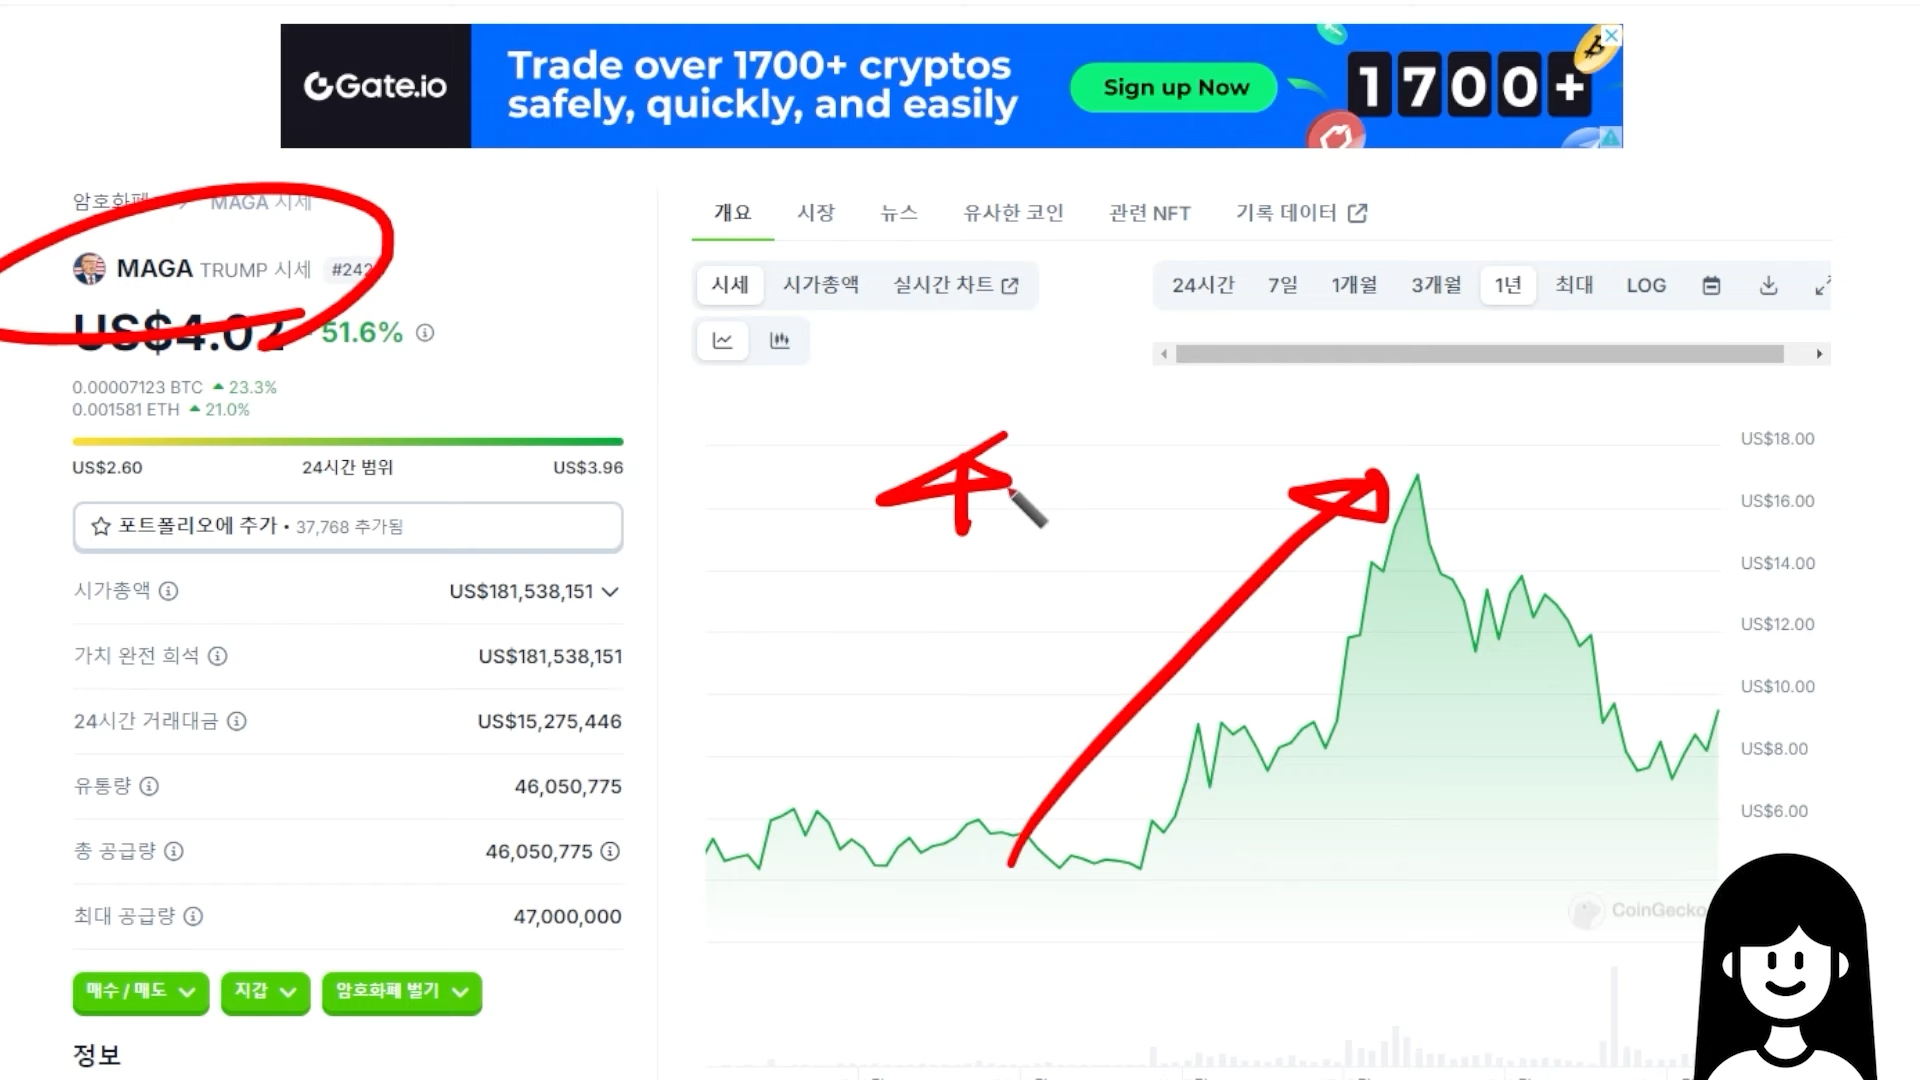 Gate.io
Trade over 1700+ cryptos
safely, quickly, and easily
Sign up Now
1700+
암호화폐 > MAGA 시세
MAGA TRUMP 시세 #242
US$4.02 51.6%
0.00007123 BTC 23.3%
0.001581 ETH 21.0%
US$2.60 24시간 범위 US$3.96
포트폴리오에 추가 • 37,768 추가됨
시가총액 US$181,538,151
가치 완전 희석 US$181,538,151
24시간 거래대금 US$15,275,446
유통량 46,050,775
총 공급량 46,050,775
최대 공급량 47,000,000
매수 / 매도 지갑 암호화폐 벌기
정보
개요 시장 뉴스 유사한 코인 관련 NFT 기록 데이터
시세 시가총액 실시간 차트
24시간 7일 1개월 3개월 1년 최대 LOG
US$18.00
US$16.00
US$14.00
US$12.00
US$10.00
US$8.00
US$6.00
CoinGecko